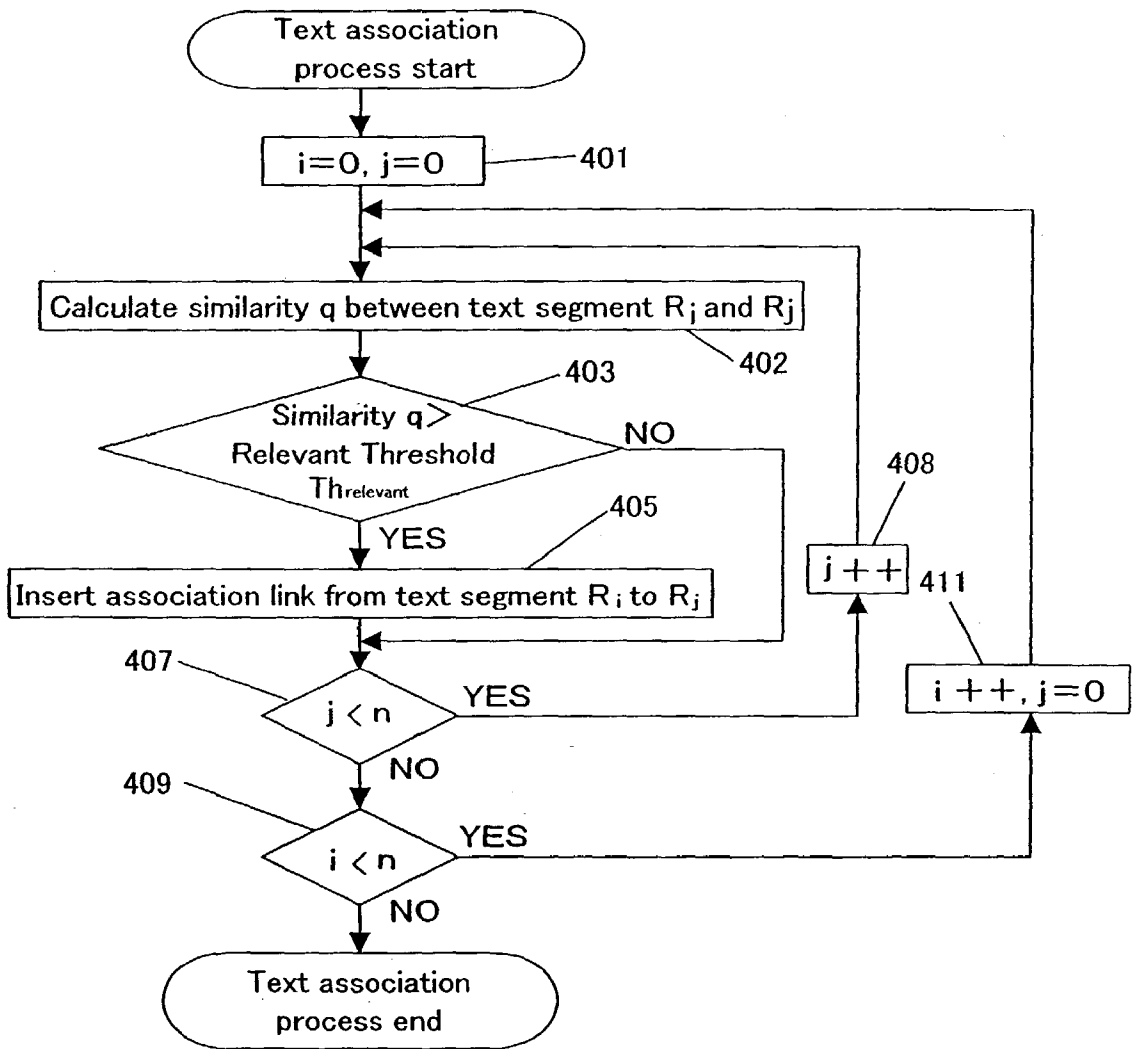 Text association
process start
i=0, j=0
401
Calculate similarity q between text segment Ri and Rj
402
403
Similarity q>
Relevant Threshold
Threlevant
NO
YES
405
Insert association link from text segment Ri to Rj
408
j++
411
i++, j=0
407
j<n
YES
NO
409
i<n
YES
NO
Text association
process end